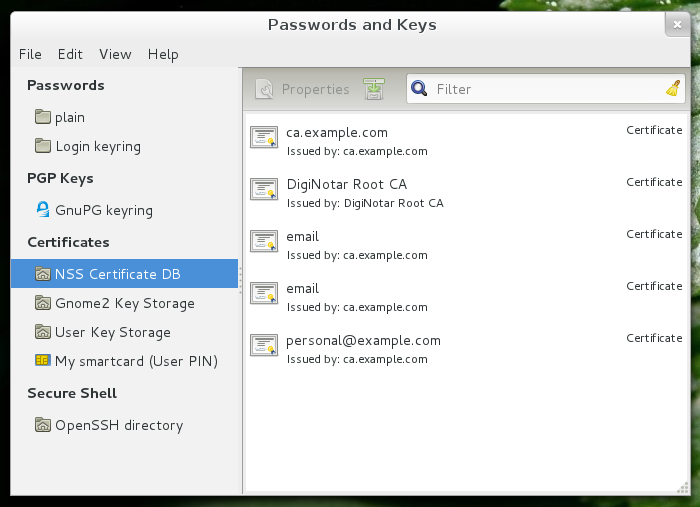 Passwords and Keys
File Edit View Help
Passwords
plain
Login keyring
PGP Keys
GnuPG keyring
Certificates
NSS Certificate DB
Gnome2 Key Storage
User Key Storage
My smartcard (User PIN)
Secure Shell
OpenSSH directory
Properties
Filter
ca.example.com Certificate
Issued by: ca.example.com
DigiNotar Root CA Certificate
Issued by: DigiNotar Root CA
email Certificate
Issued by: ca.example.com
email Certificate
Issued by: ca.example.com
personal@example.com Certificate
Issued by: ca.example.com